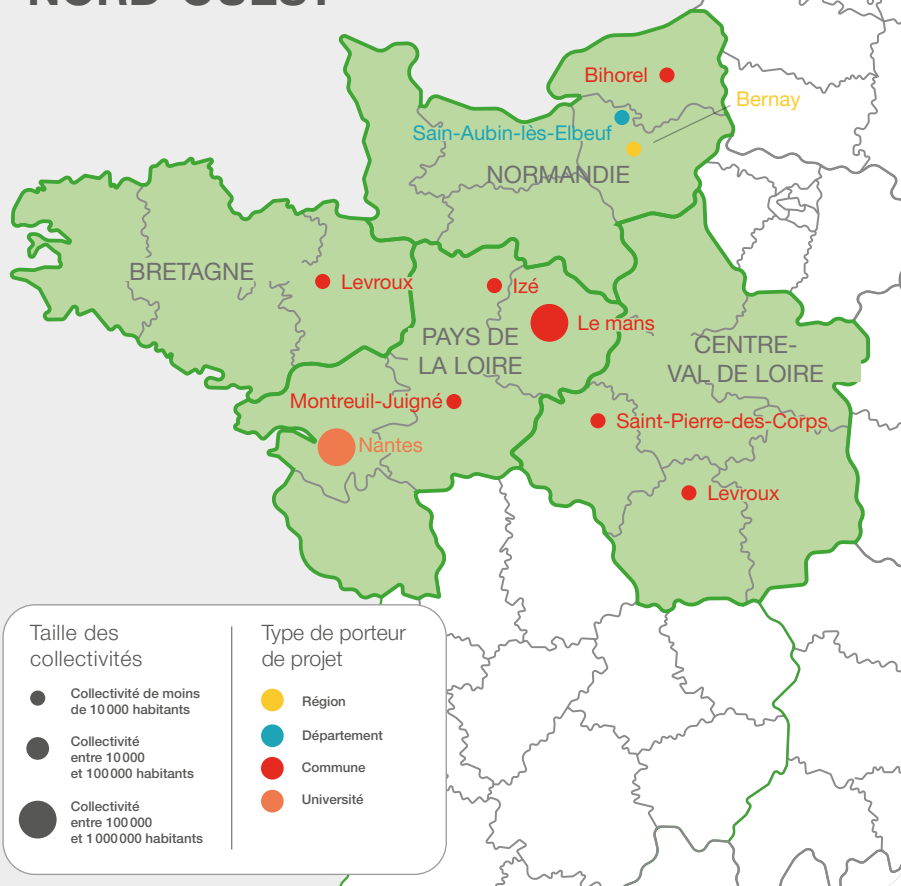 NORD-OUEST
Bihorel
Bernay
Sain-Aubin-lès-Elbeuf
NORMANDIE
BRETAGNE
Levroux
Izé
Le mans
PAYS DE
LA LOIRE
CENTRE-
VAL DE LOIRE
Montreuil-Juigné
Saint-Pierre-des-Corps
Nantes
Levroux
Taille des
collectivités
Collectivité de moins
de 10 000 habitants
Collectivité
entre 10 000
et 100 000 habitants
Collectivité
entre 100 000
et 1 000 000 habitants
Type de porteur
de projet
Région
Département
Commune
Université